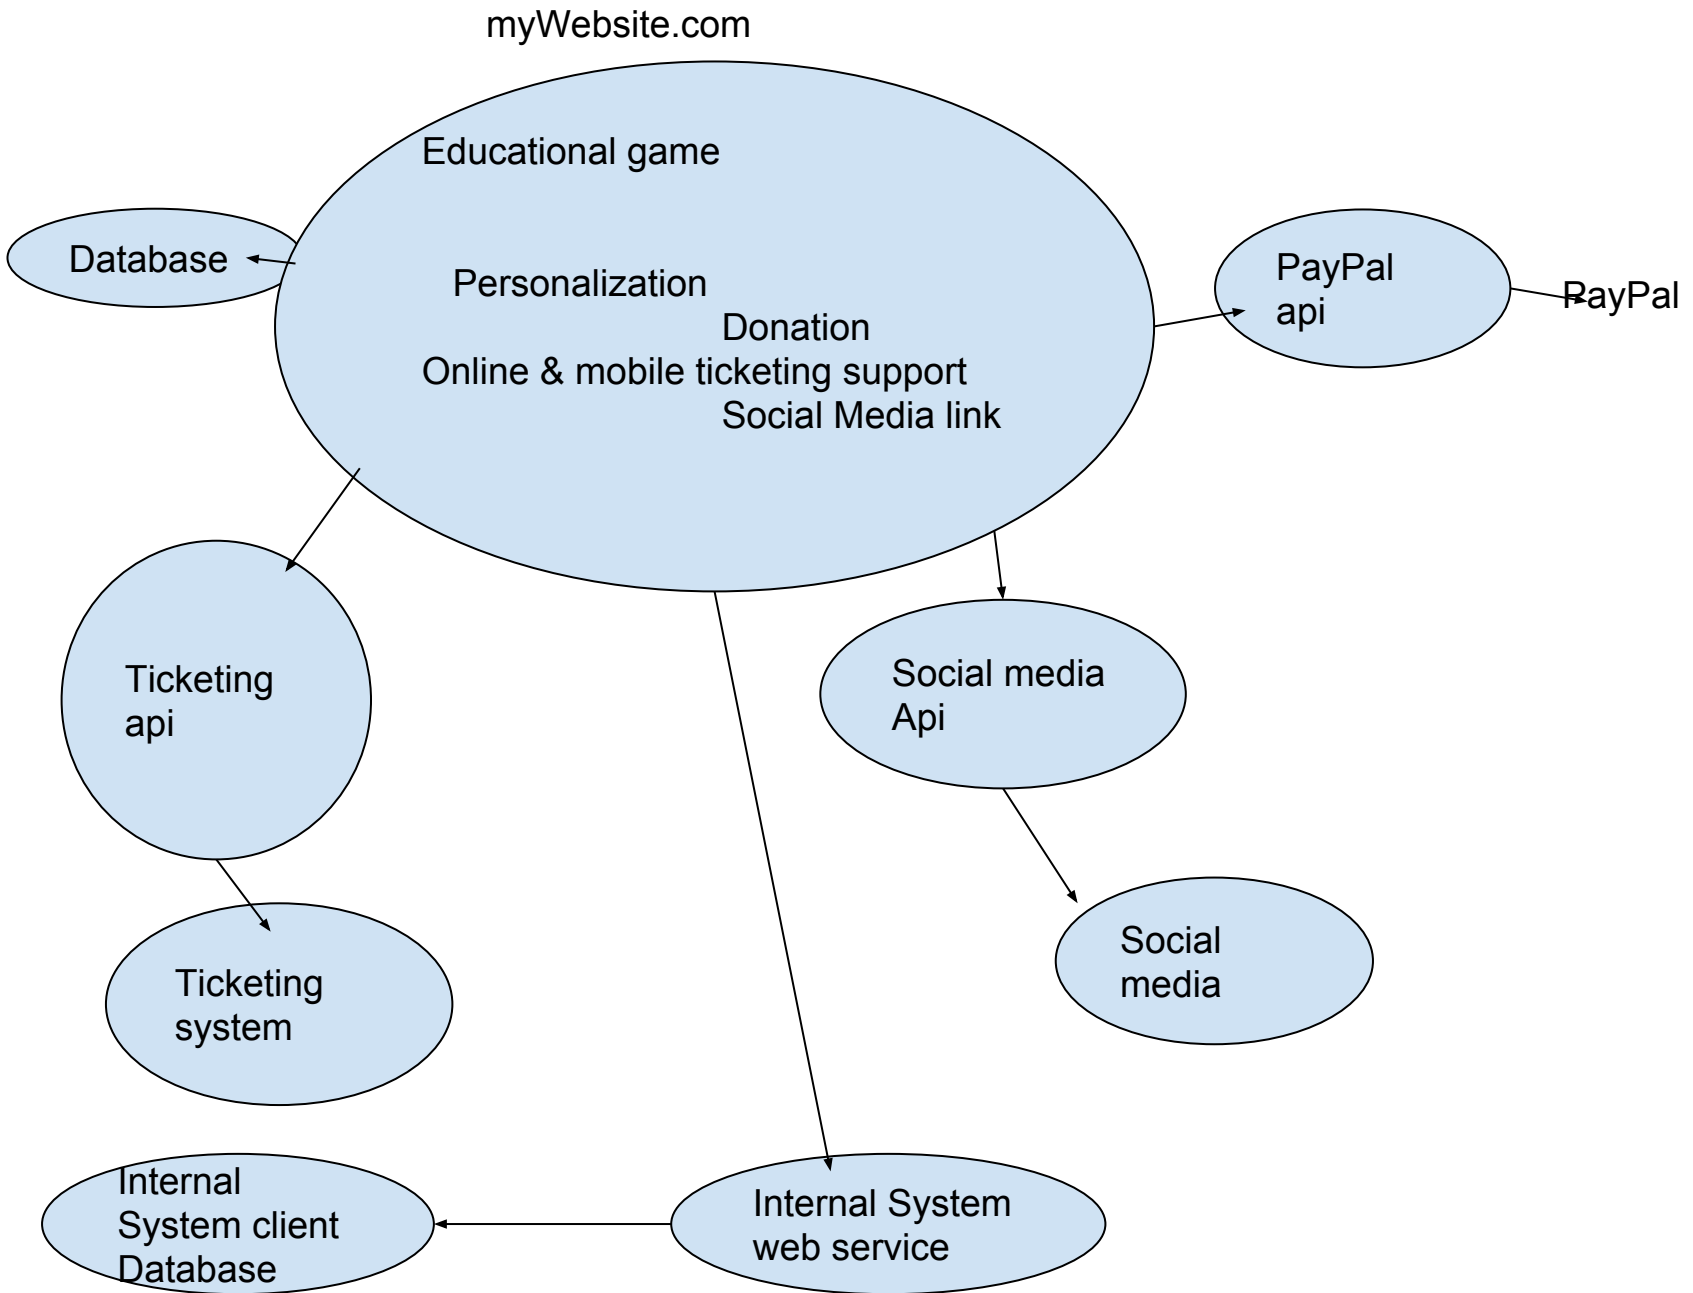 myWebsite.com
Educational game
Database
Personalization
Donation
Online & mobile ticketing support
Social Media link
PayPal
api
PayPal
Ticketing
api
Social media
Api
Ticketing
system
Social
media
Internal
System client
Database
Internal System
web service